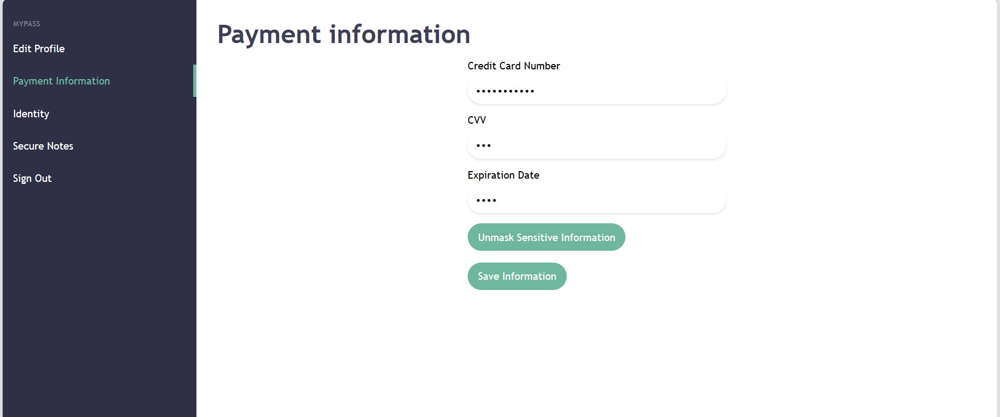 MYPASS
Edit Profile
Payment Information
Identity
Secure Notes
Sign Out
Payment information
Credit Card Number
•••••••••••
CVV
•••
Expiration Date
••••
Unmask Sensitive Information
Save Information